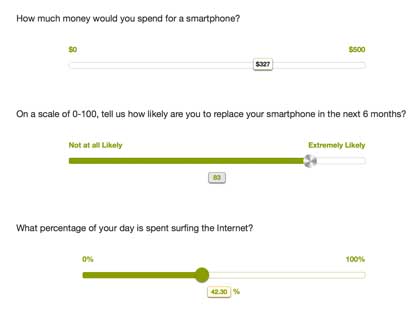 How much money would you spend for a smartphone?
$0 $500
$327
On a scale of 0-100, tell us how likely are you to replace your smartphone in the next 6 months?
Not at all Likely Extremely Likely
83
What percentage of your day is spent surfing the Internet?
0% 100%
42.30 %